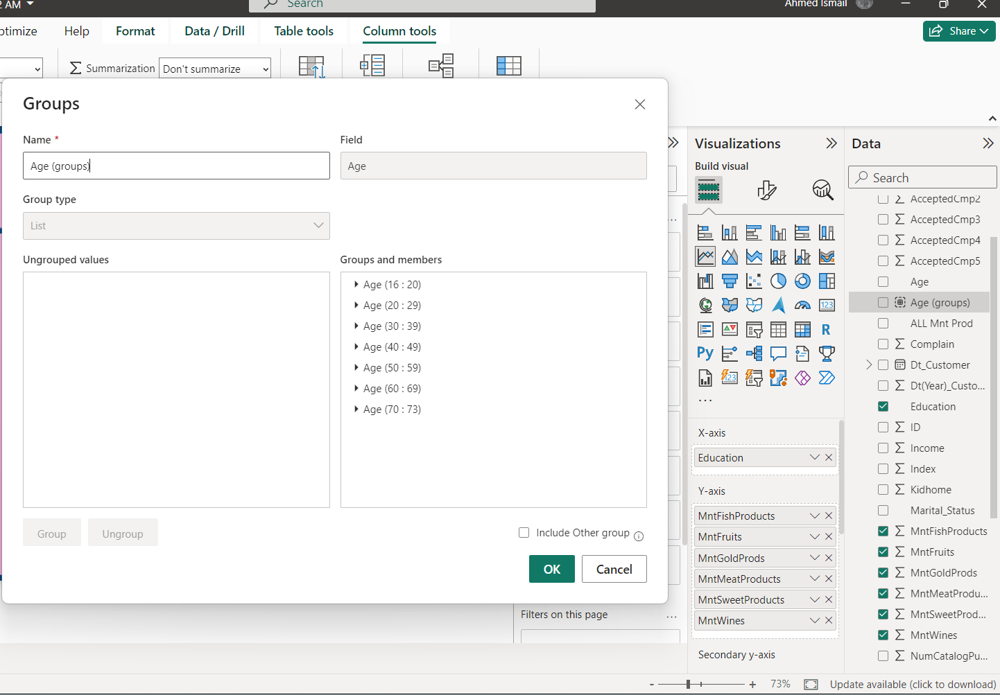 2 AM
Search
Ahmed Ismail
ptimize
Help
Format
Data / Drill
Table tools
Column tools
Share
Summarization
Don't summarize
Groups
Name *
Field
Age (groups)
Age
Group type
List
Ungrouped values
Groups and members
Age (16 : 20)
Age (20 : 29)
Age (30 : 39)
Age (40 : 49)
Age (50 : 59)
Age (60 : 69)
Age (70 : 73)
Group
Ungroup
Include Other group
OK
Cancel
Filters on this page
...
Visualizations
Build visual
123
R
Py
123
...
X-axis
Education
Y-axis
MntFishProducts
MntFruits
MntGoldProds
MntMeatProducts
MntSweetProducts
MntWines
Secondary y-axis
Data
Search
AcceptedCmp2
AcceptedCmp3
AcceptedCmp4
AcceptedCmp5
Age
Age (groups)
ALL Mnt Prod
Complain
Dt_Customer
Dt(Year)_Custo...
Education
ID
Income
Index
Kidhome
Marital_Status
MntFishProducts
MntFruits
MntGoldProds
MntMeatProdu...
MntSweetProd...
MntWines
NumCatalogPu...
- + 73%
Update available (click to download)